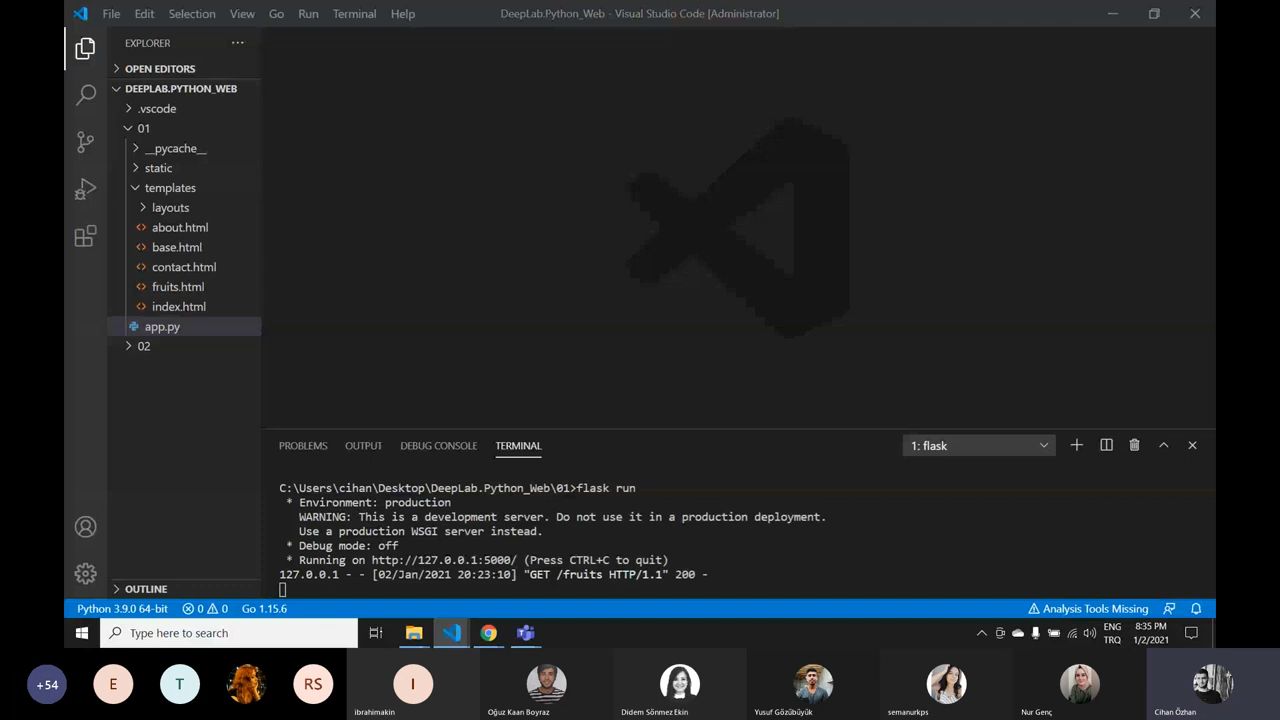 File Edit Selection View Go Run Terminal Help
DeepLab.Python_Web - Visual Studio Code [Administrator]
EXPLORER
OPEN EDITORS
DEEPLAB.PYTHON_WEB
.vscode
01
__pycache__
static
templates
layouts
about.html
base.html
contact.html
fruits.html
index.html
app.py
02
OUTLINE
PROBLEMS OUTPUT DEBUG CONSOLE TERMINAL
1: flask
C:\Users\cihan\Desktop\DeepLab.Python_Web\01>flask run
* Environment: production
WARNING: This is a development server. Do not use it in a production deployment.
Use a production WSGI server instead.
* Debug mode: off
* Running on http://127.0.0.1:5000/ (Press CTRL+C to quit)
127.0.0.1 - - [02/Jan/2021 20:23:10] "GET /fruits HTTP/1.1" 200 -
Python 3.9.0 64-bit 0 0 Go 1.15.6
Analysis Tools Missing
Type here to search
ENG
TRQ
8:35 PM
1/2/2021
+54 E T RS I
ibrahimakin
Oğuz Kaan Boyraz
Didem Sönmez Ekin
Yusuf Gözübüyük
semanurkps
Nur Genç
Cihan Özhan